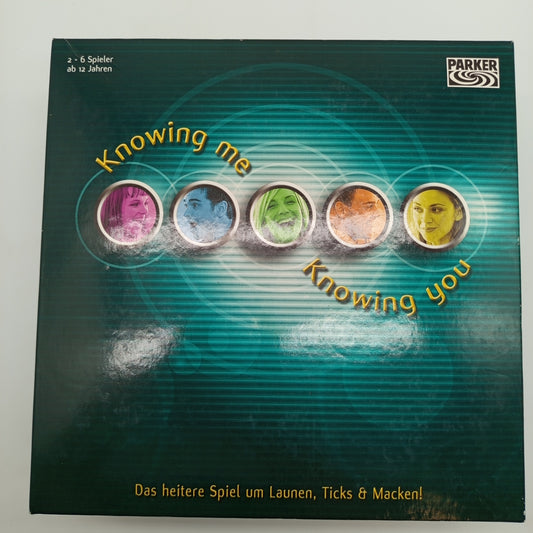 2 - 6 Spieler
ab 12 Jahren
PARKER
Knowing me
Knowing you
Das heitere Spiel um Launen, Ticks & Macken!